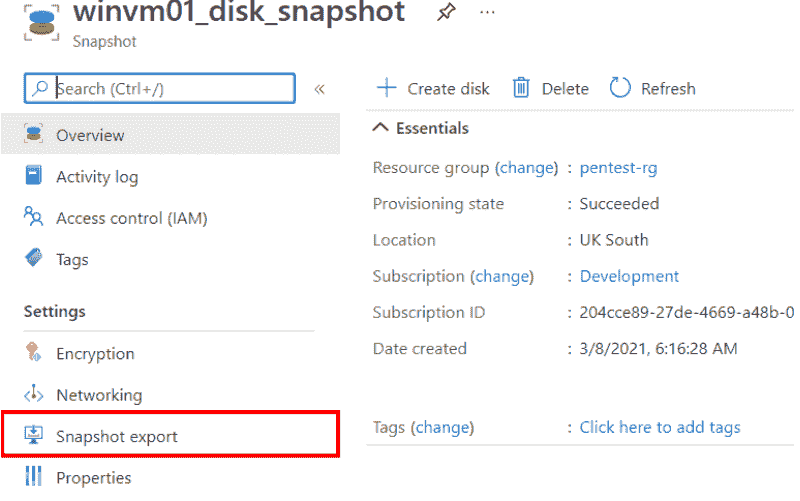 winvm01_disk_snapshot
Snapshot
Search (Ctrl+/)
Overview
Activity log
Access control (IAM)
Tags
Settings
Encryption
Networking
Snapshot export
Properties
Create disk Delete Refresh
Essentials
Resource group (change) : pentest-rg
Provisioning state : Succeeded
Location : UK South
Subscription (change) : Development
Subscription ID : 204cce89-27de-4669-a48b-0
Date created : 3/8/2021, 6:16:28 AM
Tags (change) : Click here to add tags